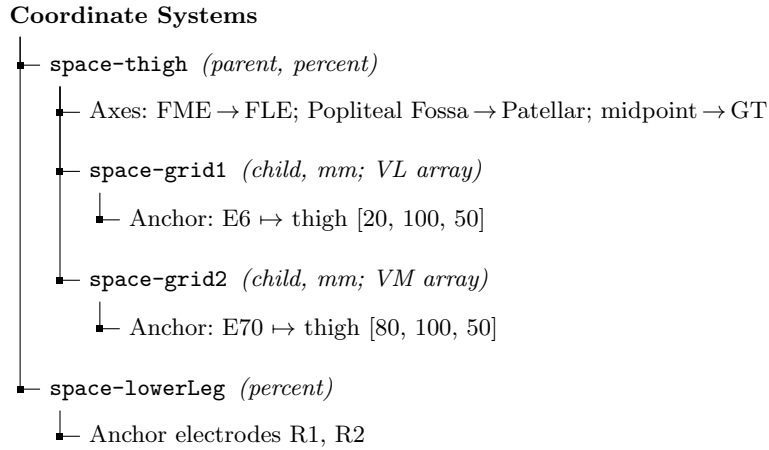 Coordinate Systems
space-thigh (parent, percent)
Axes: FME → FLE; Popliteal Fossa → Patellar; midpoint → GT
space-grid1 (child, mm; VL array)
Anchor: E6 ↦ thigh [20, 100, 50]
space-grid2 (child, mm; VM array)
Anchor: E70 ↦ thigh [80, 100, 50]
space-lowerLeg (percent)
Anchor electrodes R1, R2